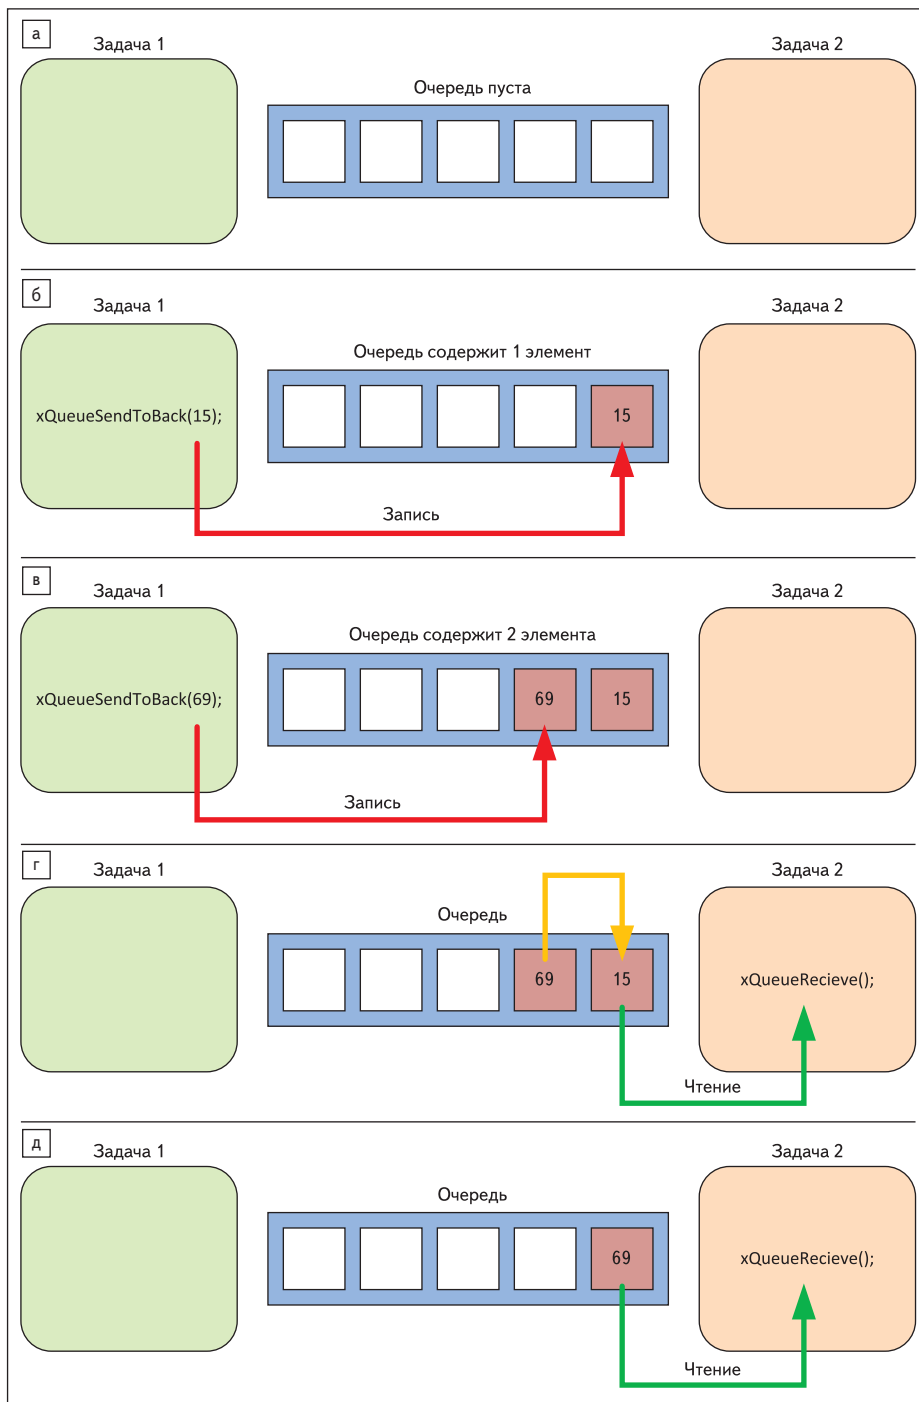 а
Задача 1
Задача 2
Очередь пуста
б
Задача 1
Задача 2
Очередь содержит 1 элемент
xQueueSendToBack(15);
15
Запись
в
Задача 1
Задача 2
Очередь содержит 2 элемента
xQueueSendToBack(69);
69
15
Запись
г
Задача 1
Задача 2
Очередь
69
15
xQueueRecieve();
Чтение
д
Задача 1
Задача 2
Очередь
69
xQueueRecieve();
Чтение